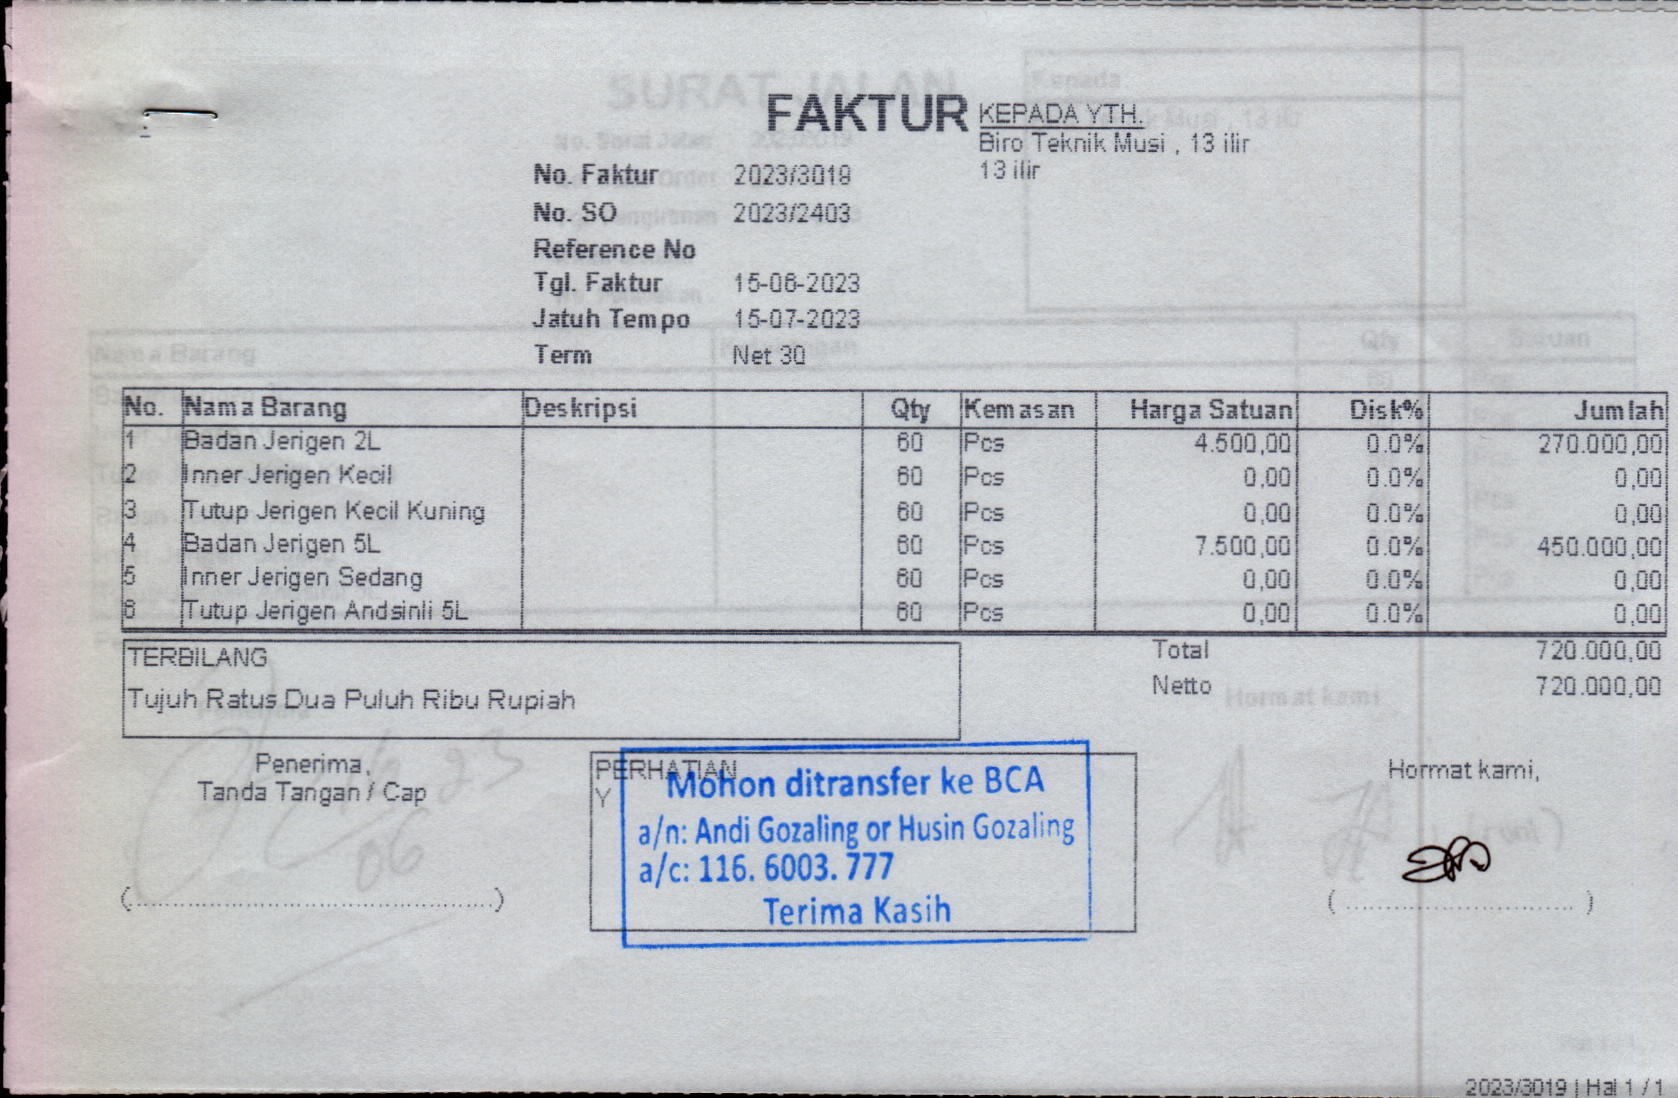 FAKTUR
KEPADA YTH.
Biro Teknik Musi , 13 ilir
13 ilir
No. Faktur 2023/3019
No. SO 2023/2403
Reference No
Tgl. Faktur 15-06-2023
Jatuh Tempo 15-07-2023
Term Net 30
No. Nama Barang Deskripsi Qty Kemasan Harga Satuan Disk% Jumlah
1 Badan Jerigen 2L 60 Pcs 4.500,00 0.0% 270.000,00
2 Inner Jerigen Kecil 60 Pcs 0,00 0.0% 0,00
3 Tutup Jerigen Kecil Kuning 60 Pcs 0,00 0.0% 0,00
4 Badan Jerigen 5L 60 Pcs 7.500,00 0.0% 450.000,00
5 Inner Jerigen Sedang 60 Pcs 0,00 0.0% 0,00
6 Tutup Jerigen Andsinli 5L 60 Pcs 0,00 0.0% 0,00
Total 720.000,00
Netto 720.000,00
TERBILANG
Tujuh Ratus Dua Puluh Ribu Rupiah
Penerima,
Tanda Tangan / Cap
(......................................................)
PERHATIAN
Y
Mohon ditransfer ke BCA
a/n: Andi Gozaling or Husin Gozaling
a/c: 116. 6003. 777
Terima Kasih
Hormat kami,
(..................................)
2023/3019 | Hal 1 / 1